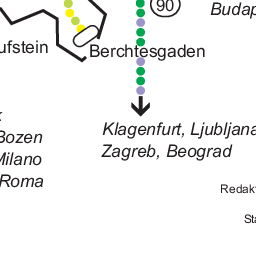 90
Budap
ufstein
Berchtesgaden
Klagenfurt, Ljubljana
Zagreb, Beograd
Bozen
Milano
Roma
Redakt
Sta